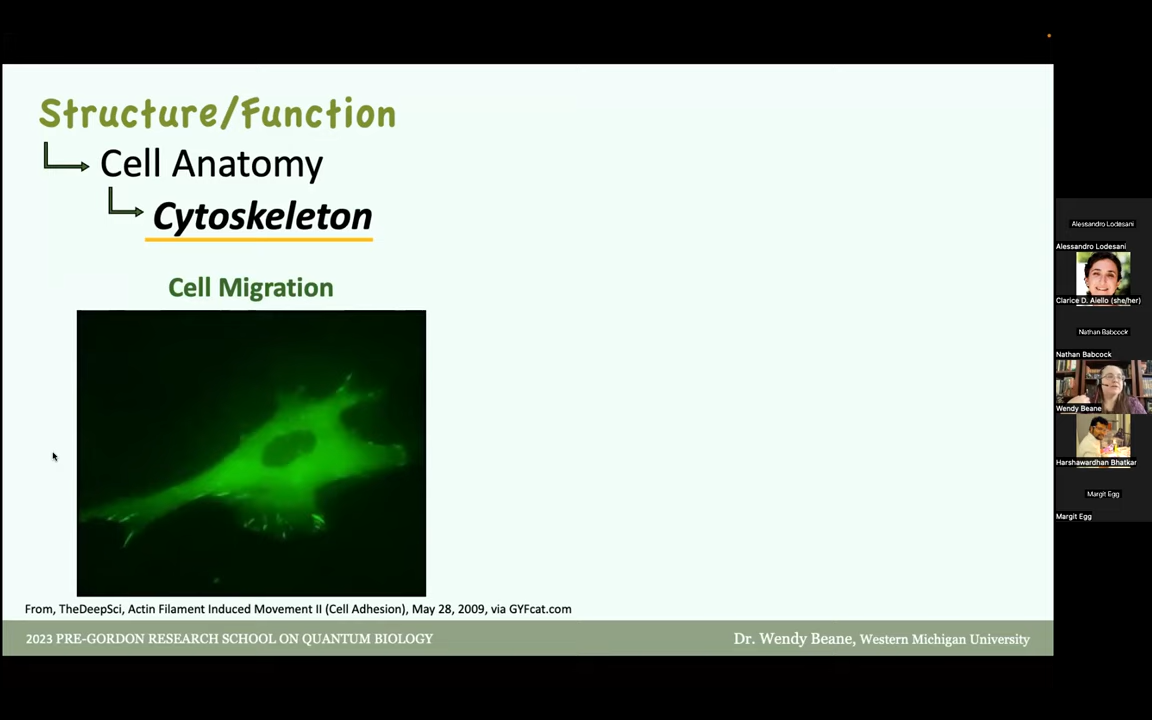 Structure/Function
Cell Anatomy
Cytoskeleton
Cell Migration
From, TheDeepSci, Actin Filament Induced Movement II (Cell Adhesion), May 28, 2009, via GYFcat.com
2023 PRE-GORDON RESEARCH SCHOOL ON QUANTUM BIOLOGY
Dr. Wendy Beane, Western Michigan University
Alessandro Lodesani
Alessandro Lodesani
Clarice D. Aiello (she/her)
Nathan Babcock
Nathan Babcock
Wendy Beane
Harshawardhan Bhatkar
Margit Egg
Margit Egg